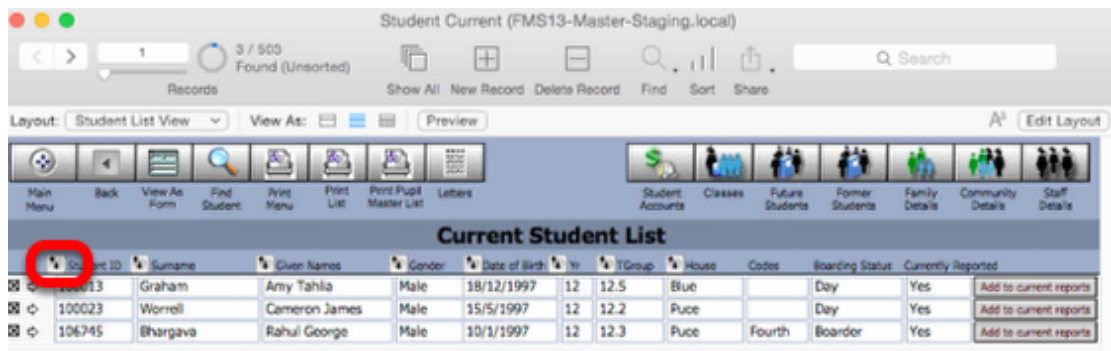 Student Current (FMS13-Master-Staging.local)
1
3 / 503
Found (Unsorted)
Search
Records
Show All New Record Delete Record Find Sort Share
Layout: Student List View View As: Preview Aª Edit Layout
Main Menu Back View As Form Find Student Print Menu Print List Print Pupil Master List Letters Student Accounts Classes Future Students Former Students Family Details Community Details Staff Details
Current Student List
Student ID Surname Given Names Gender Date of Birth Yr TGroup House Codes Boarding Status Currently Reported
Graham Amy Tahlia Male 18/12/1997 12 12.5 Blue Day Yes Add to current reports
100023 Worrell Cameron James Male 15/5/1997 12 12.2 Puce Day Yes Add to current reports
106745 Bhargava Rahul George Male 10/1/1997 12 12.3 Puce Fourth Boarder Yes Add to current reports